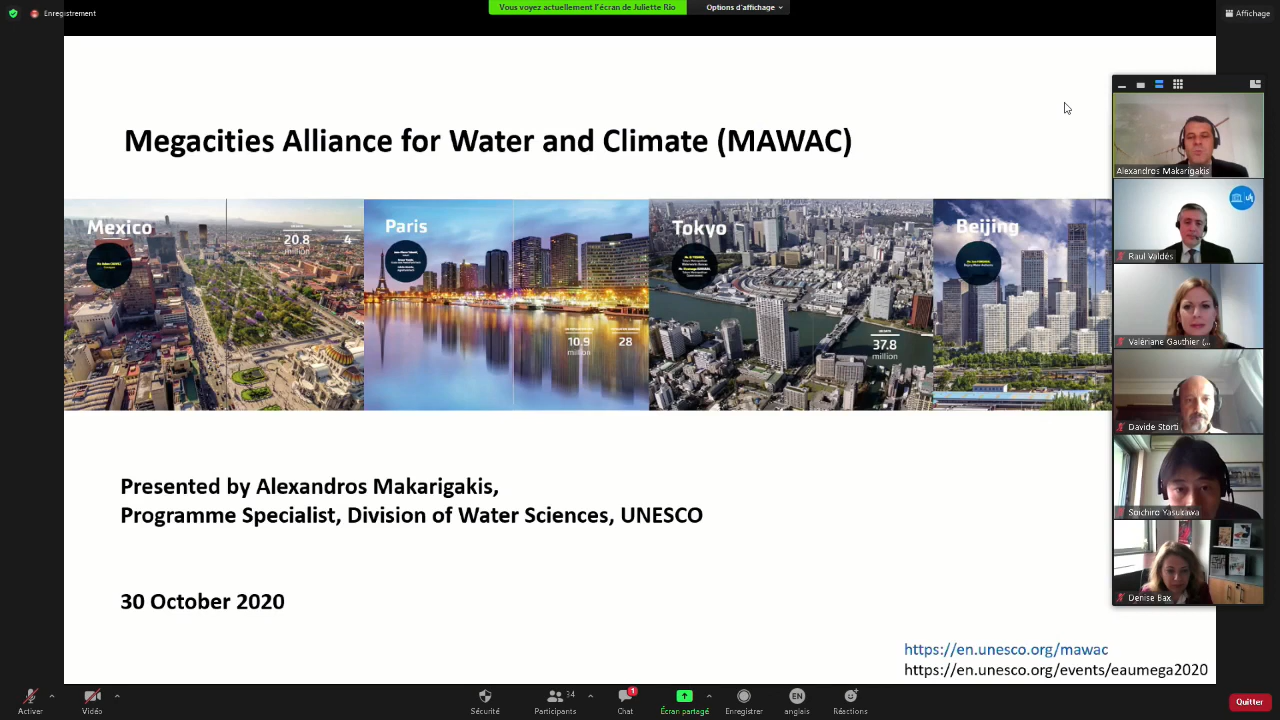 Enregistrement
Vous voyez actuellement l'écran de Juliette Rio
Options d'affichage
Affichage
Megacities Alliance for Water and Climate (MAWAC)
Mexico
20.8
million
4
Paris
10.9
million
28
Tokyo
37.8
million
Beijing
Alexandros Makarigakis
Raul Valdés
Valériane Gauthier (...
Davide Storti
Soichiro Yasukawa
Denise Bax
Presented by Alexandros Makarigakis,
Programme Specialist, Division of Water Sciences, UNESCO
30 October 2020
https://en.unesco.org/mawac
https://en.unesco.org/events/eaumega2020
Activer
Vidéo
Sécurité
34
Participants
1
Chat
Écran partagé
Enregistrer
EN
anglais
Réactions
Quitter